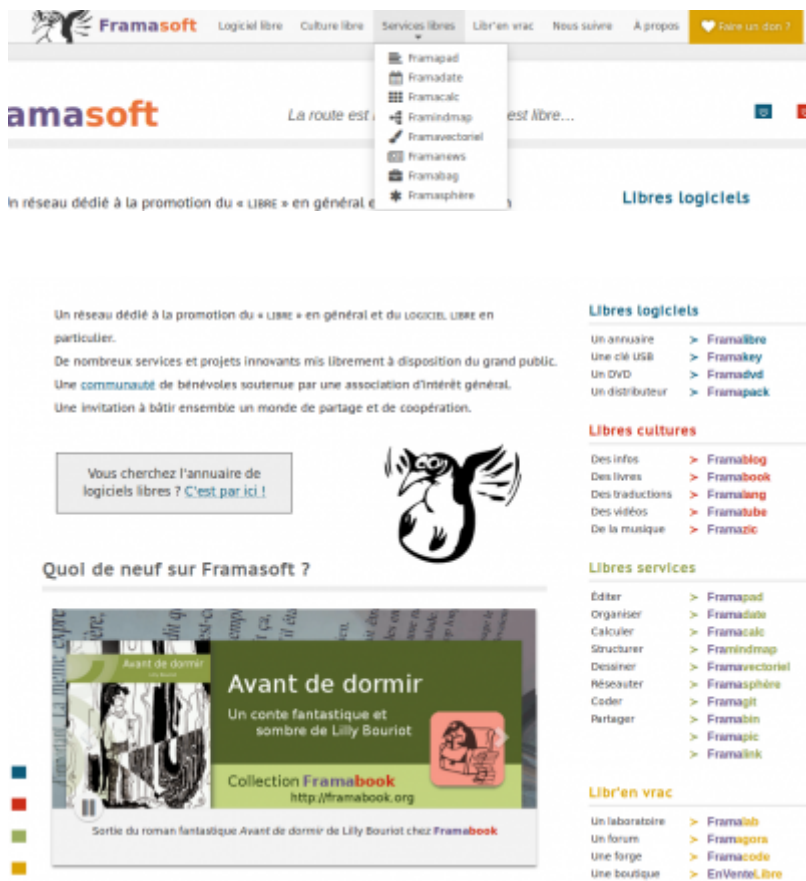 Framasoft Logiciel libre Culture libre Services libres Libr'en vrac Nous suivre A propos Faire un don ?
Framapad
Framadate
Framacalc
Framindmap
Framavectoriel
Framanews
Framabag
Framasphère
amasoft
La route est est libre...
n réseau dédié à la promotion du « LIBRE » en général
Libres logiciels
Un réseau dédié à la promotion du « LIBRE » en général et du LOGICIEL LIBRE en
particulier.
De nombreux services et projets innovants mis librement à disposition du grand public.
Une communauté de bénévoles soutenue par une association d'intérêt général.
Une invitation à bâtir ensemble un monde de partage et de coopération.
Vous cherchez l'annuaire de
logiciels libres ? C'est par ici !
Quoi de neuf sur Framasoft ?
Avant de dormir
Lilly Bouriot
Avant de dormir
Un conte fantastique et
sombre de Lilly Bouriot
Collection Framabook
http://framabook.org
Sortie du roman fantastique Avant de dormir de Lilly Bouriot chez Framabook
Libres logiciels
Un annuaire > Framalibre
Une clé USB > Framakey
Un DVD > Framadvd
Un distributeur > Framapack
Libres cultures
Des infos > Framablog
Des livres > Framabook
Des traductions > Framalang
Des vidéos > Framatube
De la musique > Framazic
Libres services
Éditer > Framapad
Organiser > Framadate
Calculer > Framacalc
Structurer > Framindmap
Dessiner > Framavectoriel
Réseauter > Framasphère
Coder > Framagit
Partager > Framabin
> Framapic
> Framalink
Libr'en vrac
Un laboratoire > Framalab
Un forum > Framagora
Une forge > Framacode
Une boutique > EnVenteLibre